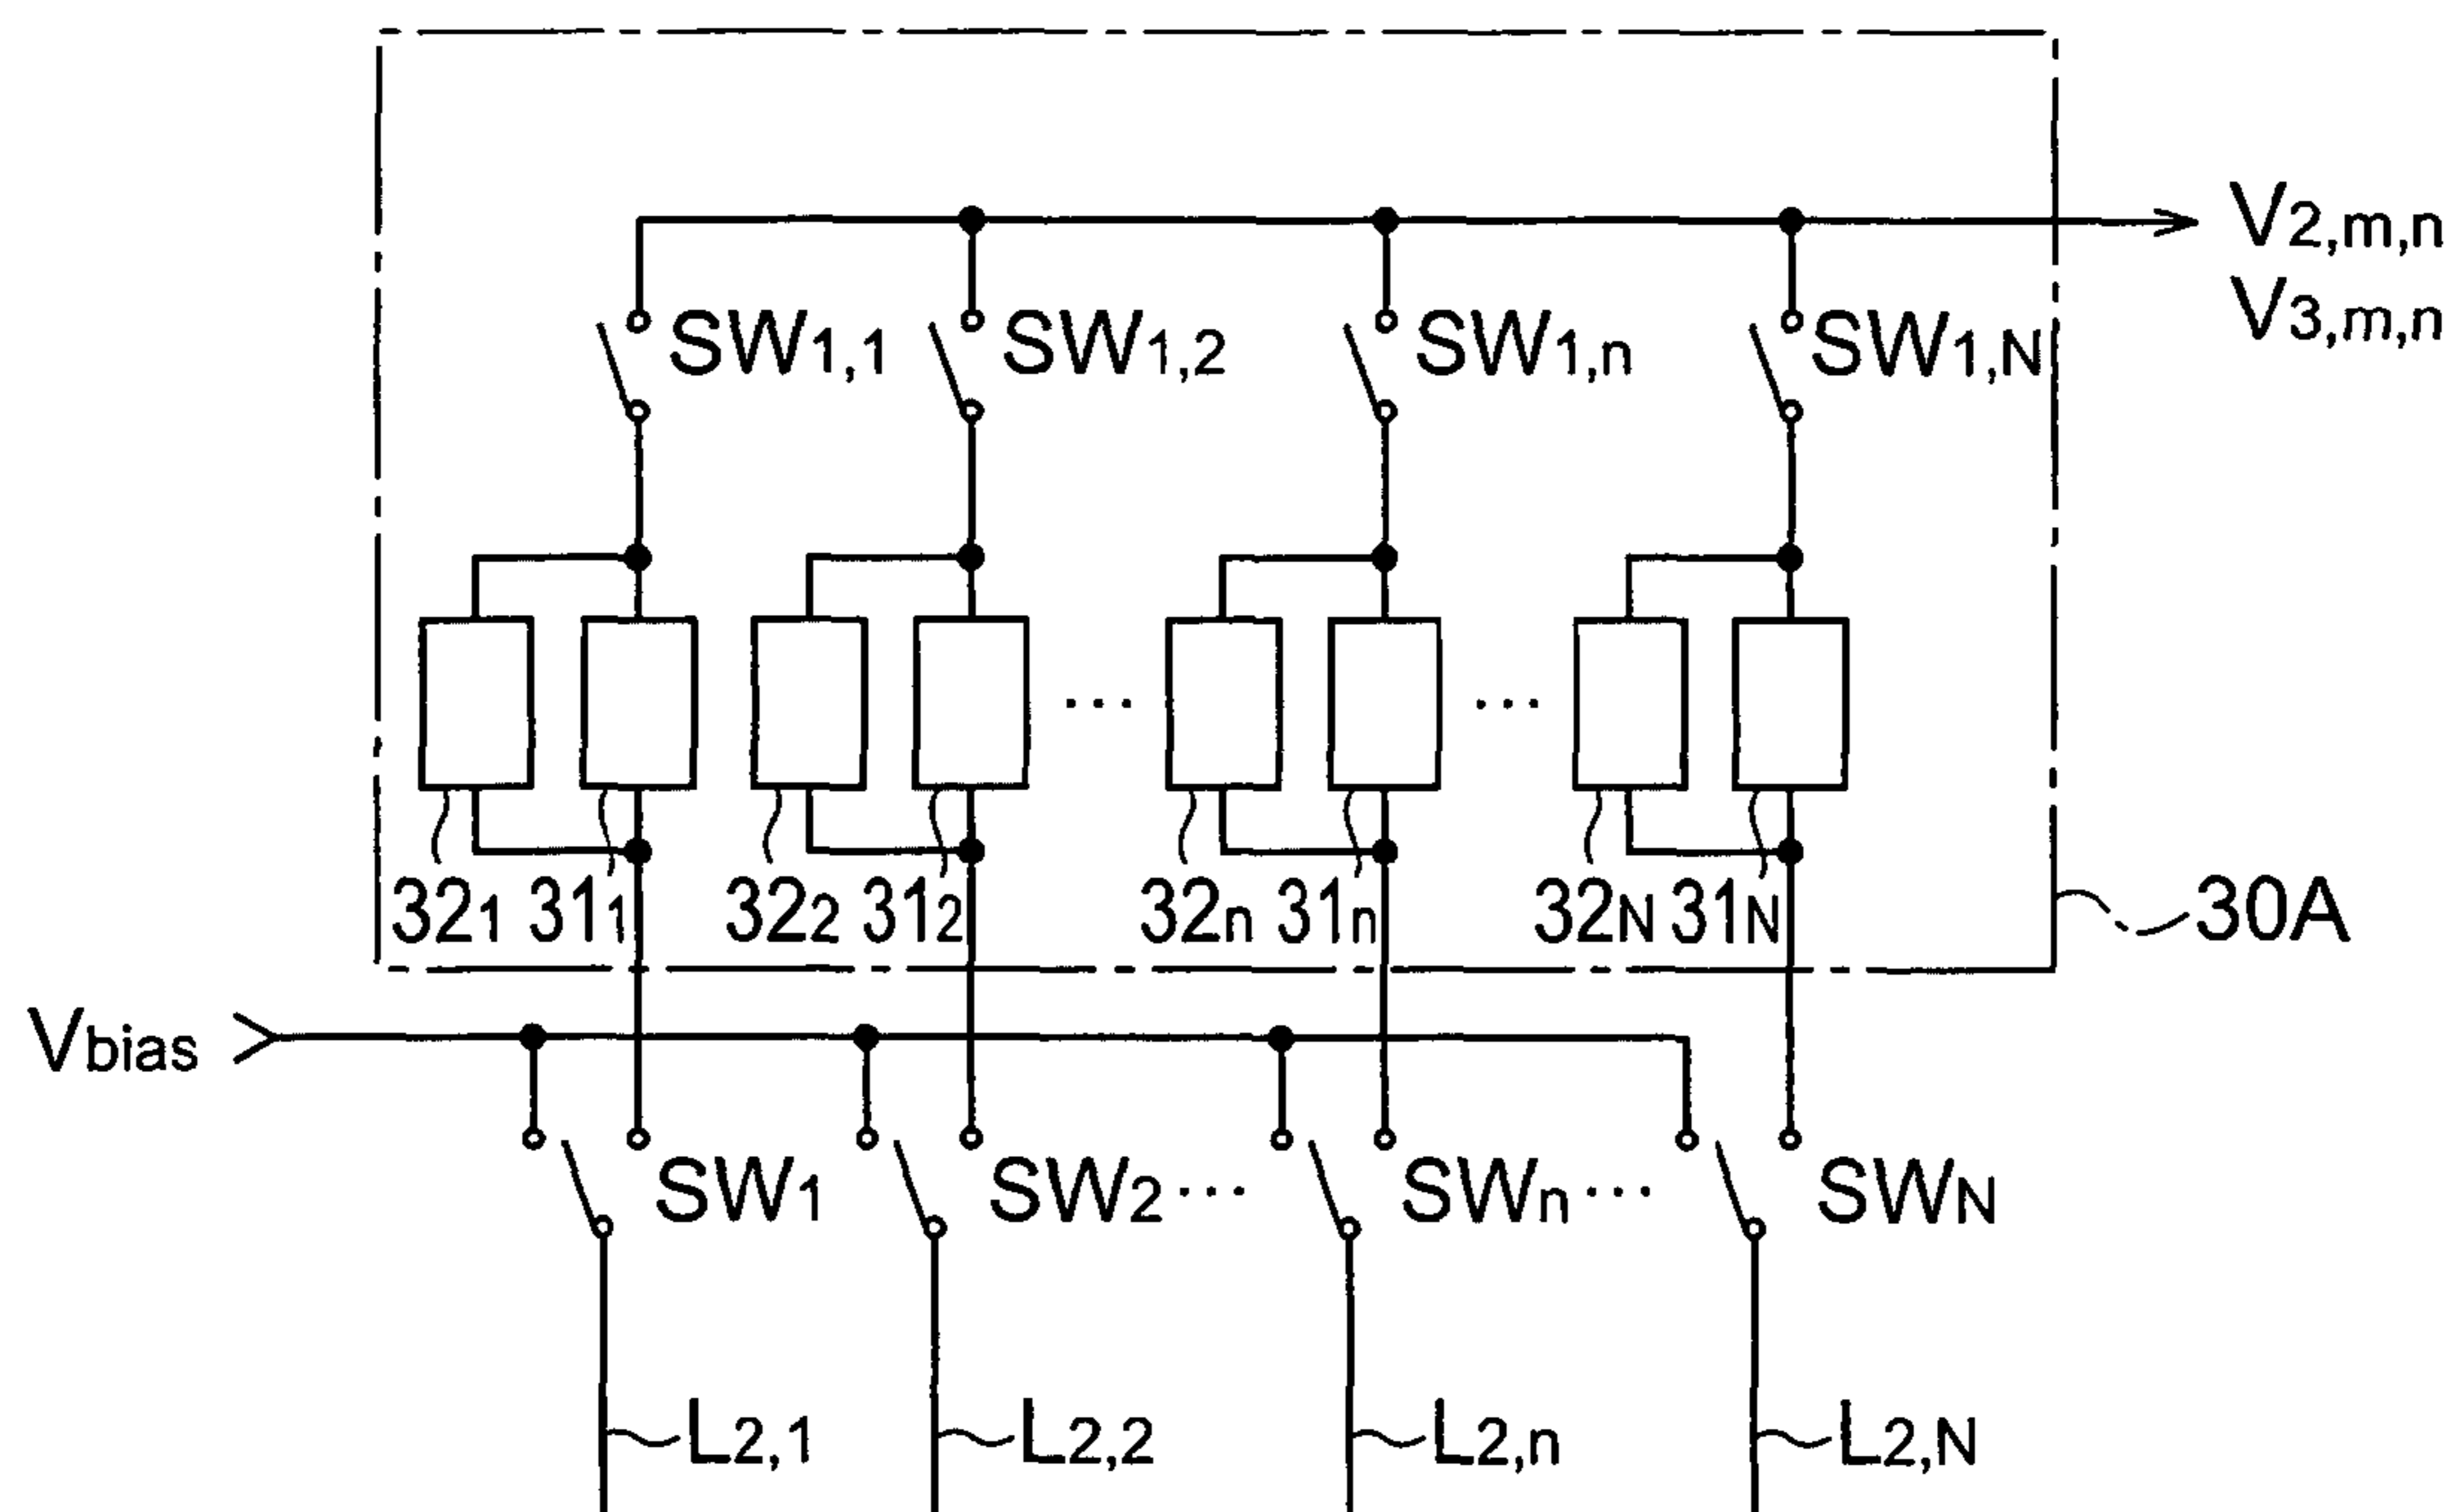 V2,m,n
V3,m,n
SW1,1 SW1,2 SW1,n SW1,N
... ...
321 311 322 312 32n 31n 32N 31N 30A
Vbias
SW1 SW2 ... SWn ... SWN
L2,1 L2,2 L2,n L2,N